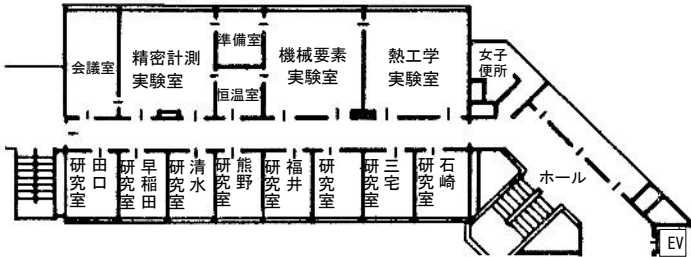 会議室
精密計測
実験室
準備室
恒温室
機械要素
実験室
熱工学
実験室
女子
便所
田口
研究室
早稲田
研究室
清水
研究室
熊野
研究室
福井
研究室
研究室
三宅
研究室
石崎
研究室
ホール
EV